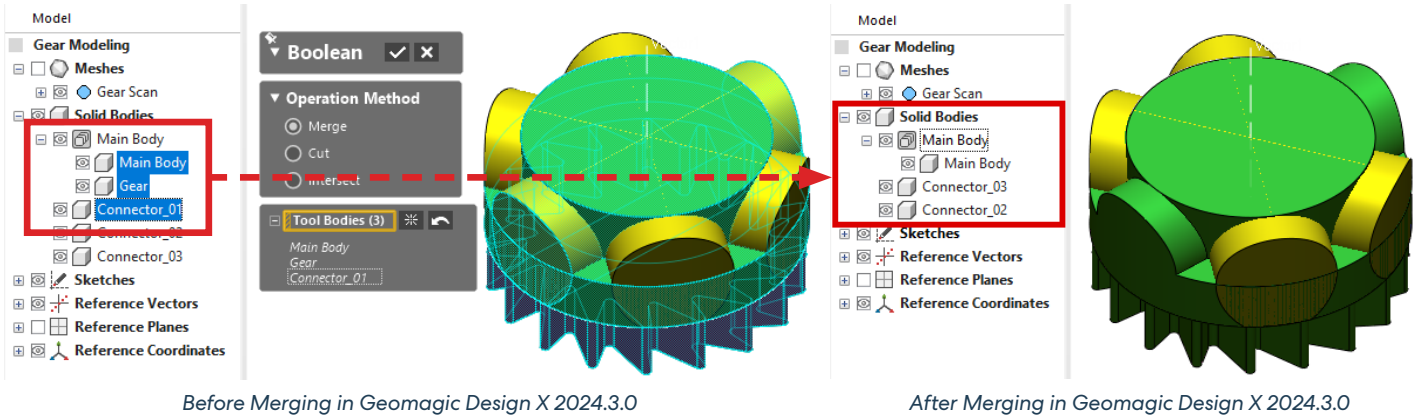 Model
Gear Modeling
Meshes
Gear Scan
Solid Bodies
Main Body
Main Body
Gear
Connector_01
Connector_02
Connector_03
Sketches
Reference Vectors
Reference Planes
Reference Coordinates
Boolean
Operation Method
Merge
Cut
Intersect
Tool Bodies (3)
Main Body
Gear
Connector_01
Before Merging in Geomagic Design X 2024.3.0
Model
Gear Modeling
Meshes
Gear Scan
Solid Bodies
Main Body
Main Body
Connector_03
Connector_02
Sketches
Reference Vectors
Reference Planes
Reference Coordinates
After Merging in Geomagic Design X 2024.3.0